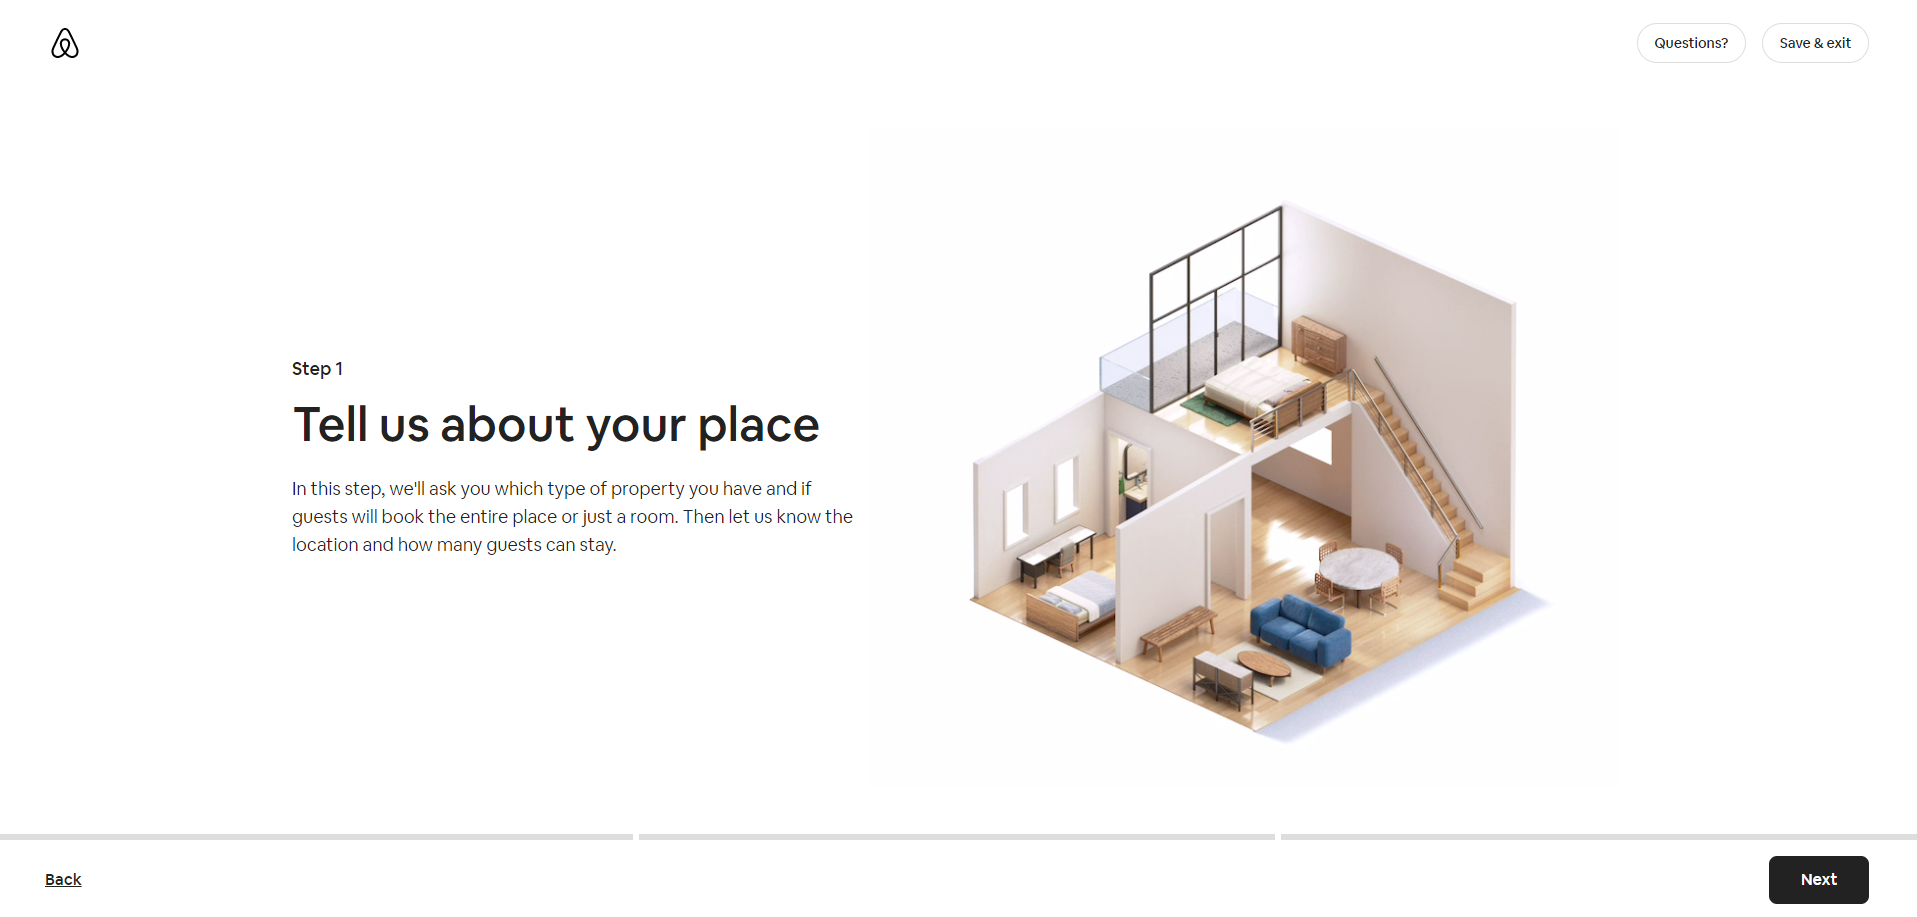 Questions?
Save & exit
Step 1
Tell us about your place
In this step, we'll ask you which type of property you have and if
guests will book the entire place or just a room. Then let us know the
location and how many guests can stay.
Back
Next